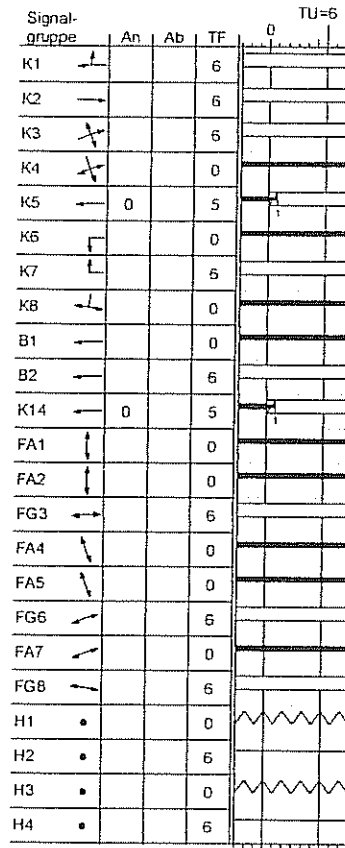 TU=6
Signal-
gruppe An Ab TF 0 6
K1 6
K2 6
K3 6
K4 0
K5 0 5 1
K6 0
K7 6
K8 0
B1 0
B2 6
K14 0 5 1
FA1 0
FA2 0
FG3 6
FA4 0
FA5 0
FG6 6
FA7 0
FG8 6
H1 0
H2 6
H3 0
H4 6